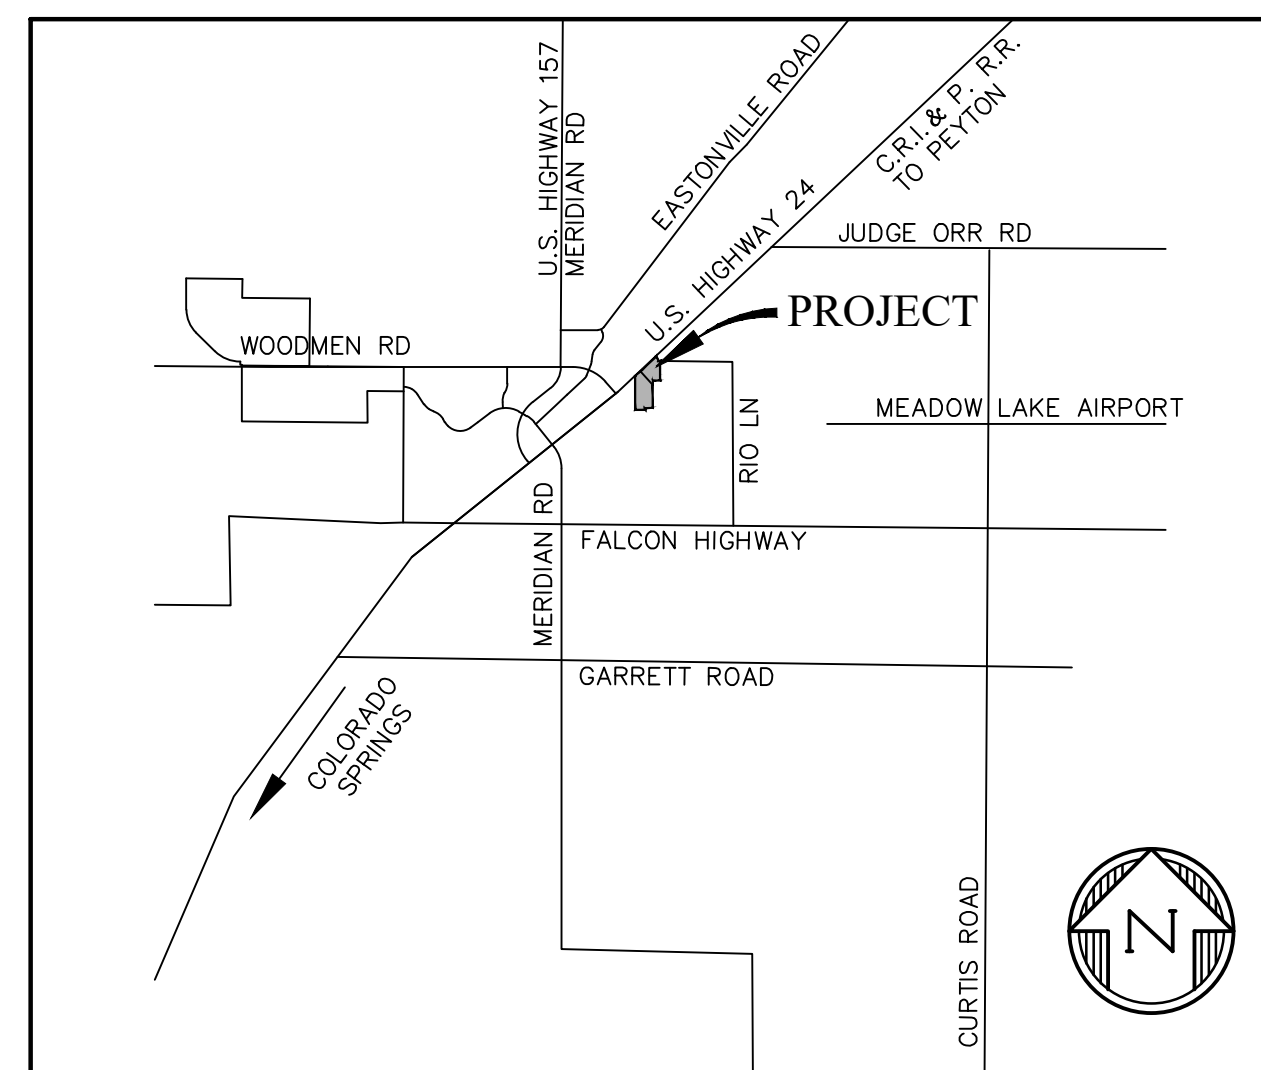 U.S. HIGHWAY 157
MERIDIAN RD
EASTONVILLE ROAD
C.R.I. & P. R.R.
TO PEYTON
U.S. HIGHWAY 24
JUDGE ORR RD
PROJECT
WOODMEN RD
MEADOW LAKE AIRPORT
RIO LN
MERIDIAN RD
FALCON HIGHWAY
GARRETT ROAD
COLORADO
SPRINGS
CURTIS ROAD
N